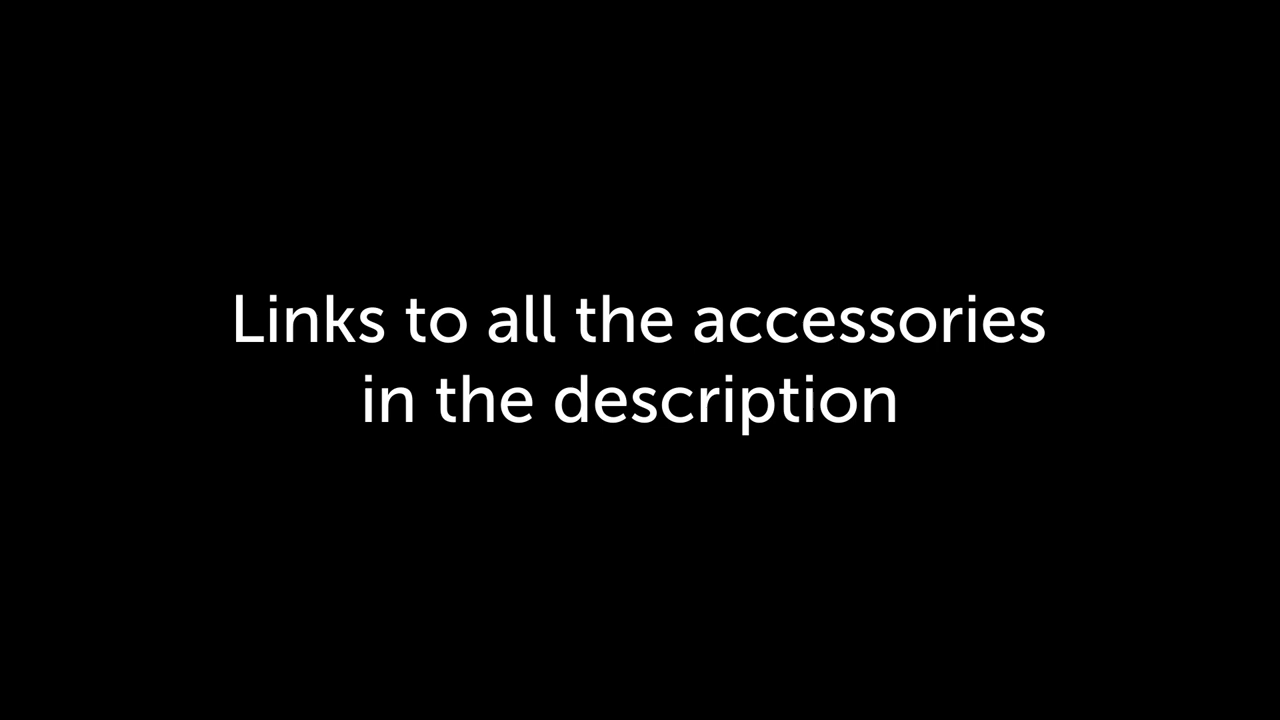 Links to all the accessories
in the description